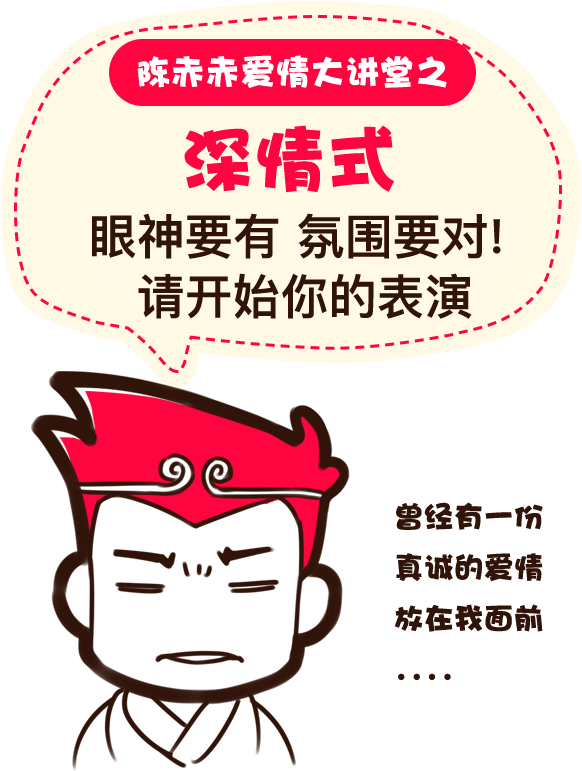 陈赤赤爱情大讲堂之
深情式
眼神要有 氛围要对!
请开始你的表演
曾经有一份
真诚的爱情
放在我面前
....